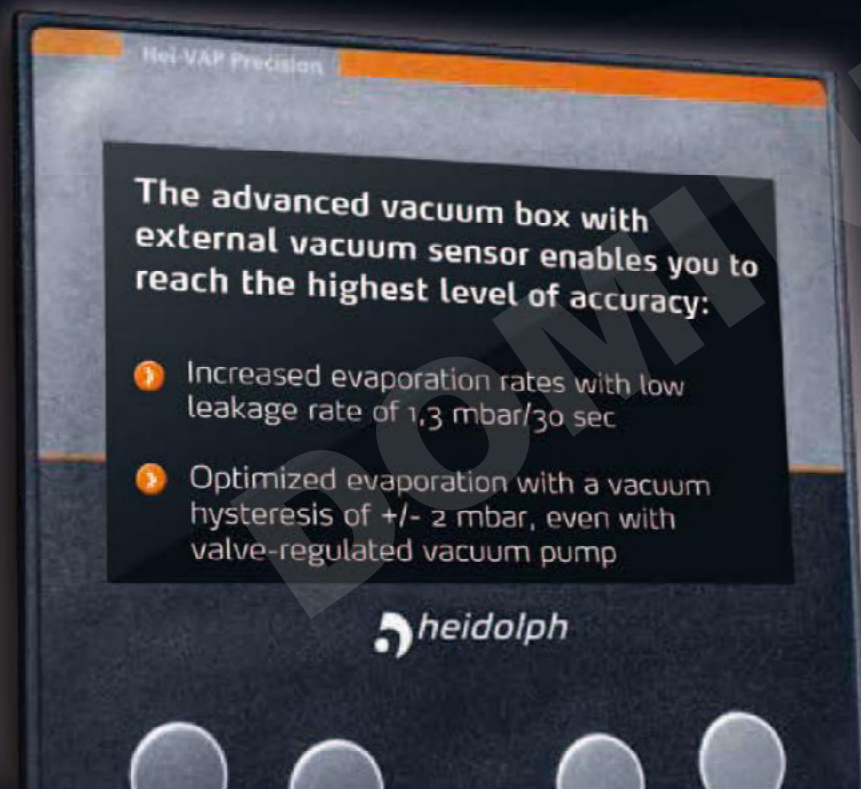 Hei-VAP Precision
The advanced vacuum box with
external vacuum sensor enables you to
reach the highest level of accuracy:
Increased evaporation rates with low
leakage rate of 1,3 mbar/30 sec
Optimized evaporation with a vacuum
hysteresis of +/- 2 mbar, even with
valve-regulated vacuum pump
heidolph